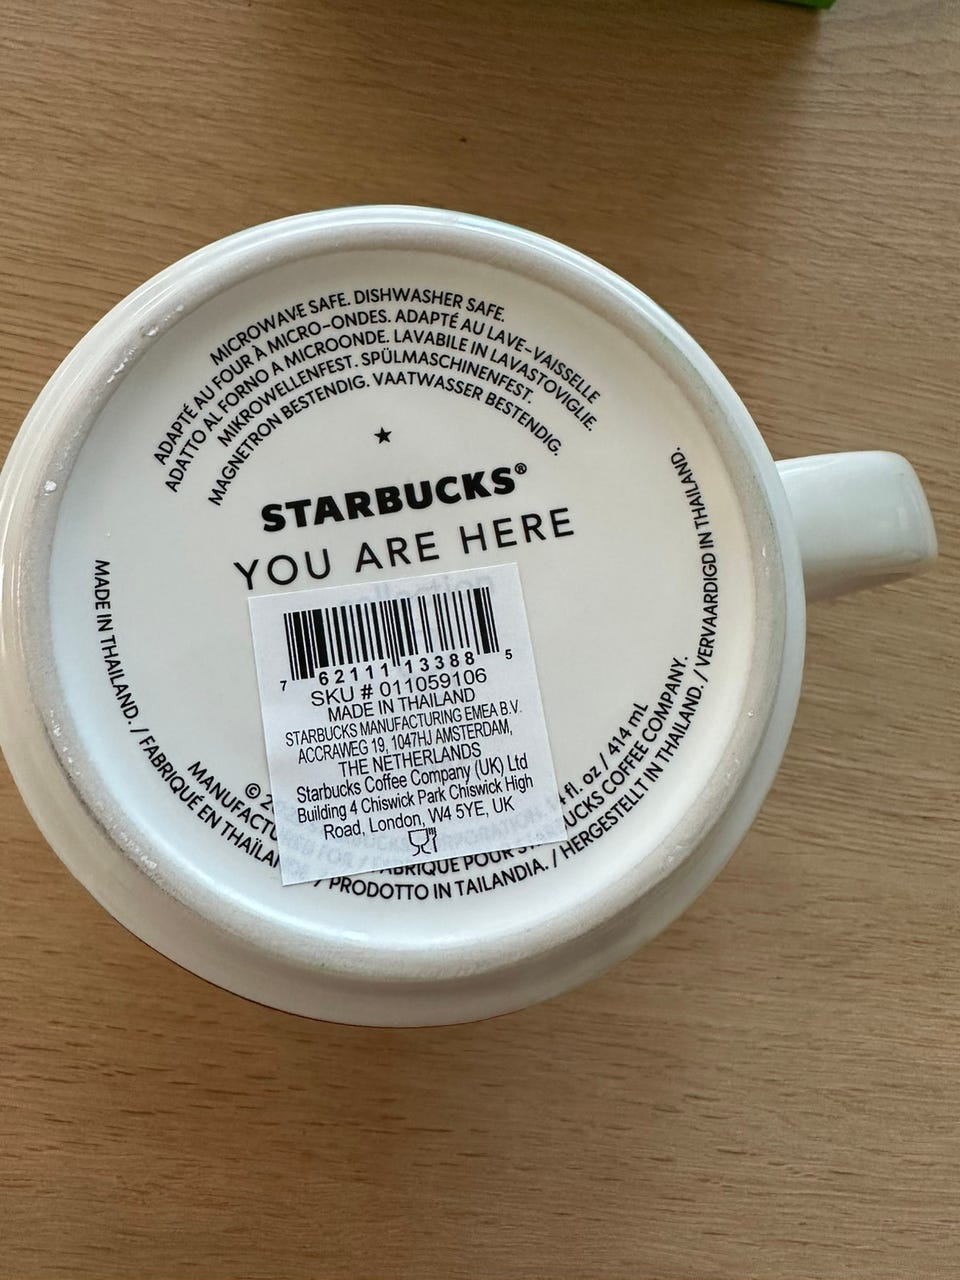 MICROWAVE SAFE. DISHWASHER SAFE.
ADAPTÉ AU FOUR À MICRO-ONDES. ADAPTÉ AU LAVE-VAISSELLE
ADATTO AL FORNO A MICROONDE. LAVABILE IN LAVASTOVIGLIE.
MIKROWELLENFEST. SPÜLMASCHINENFEST.
MAGNETRON BESTENDIG. VAATWASSER BESTENDIG.
STARBUCKS®
YOU ARE HERE
7 62111 13388 5
SKU # 011059106
MADE IN THAILAND
STARBUCKS MANUFACTURING EMEA B.V.
ACCRAWEG 19, 1047HJ AMSTERDAM,
THE NETHERLANDS
Starbucks Coffee Company (UK) Ltd
Building 4 Chiswick Park Chiswick High
Road, London, W4 5YE, UK
© fl. oz / 414 mL
FABRIQUÉ POUR STARBUCKS COFFEE COMPANY.
MADE IN THAILAND. / FABRIQUÉ EN / PRODOTTO IN TAILANDIA. / HERGESTELLT IN THAILAND. / VERVAARDIGD IN THAILAND.